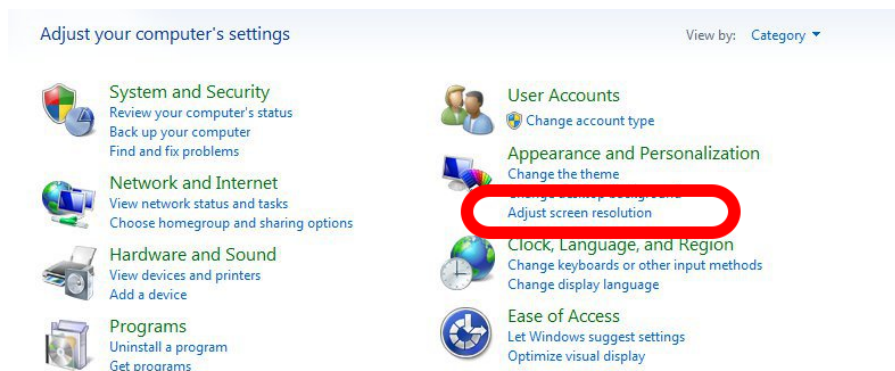 Adjust your computer's settings
View by: Category
System and Security
Review your computer's status
Back up your computer
Find and fix problems
Network and Internet
View network status and tasks
Choose homegroup and sharing options
Hardware and Sound
View devices and printers
Add a device
Programs
Uninstall a program
Get programs
User Accounts
Change account type
Appearance and Personalization
Change the theme
Change desktop background
Adjust screen resolution
Clock, Language, and Region
Change keyboards or other input methods
Change display language
Ease of Access
Let Windows suggest settings
Optimize visual display